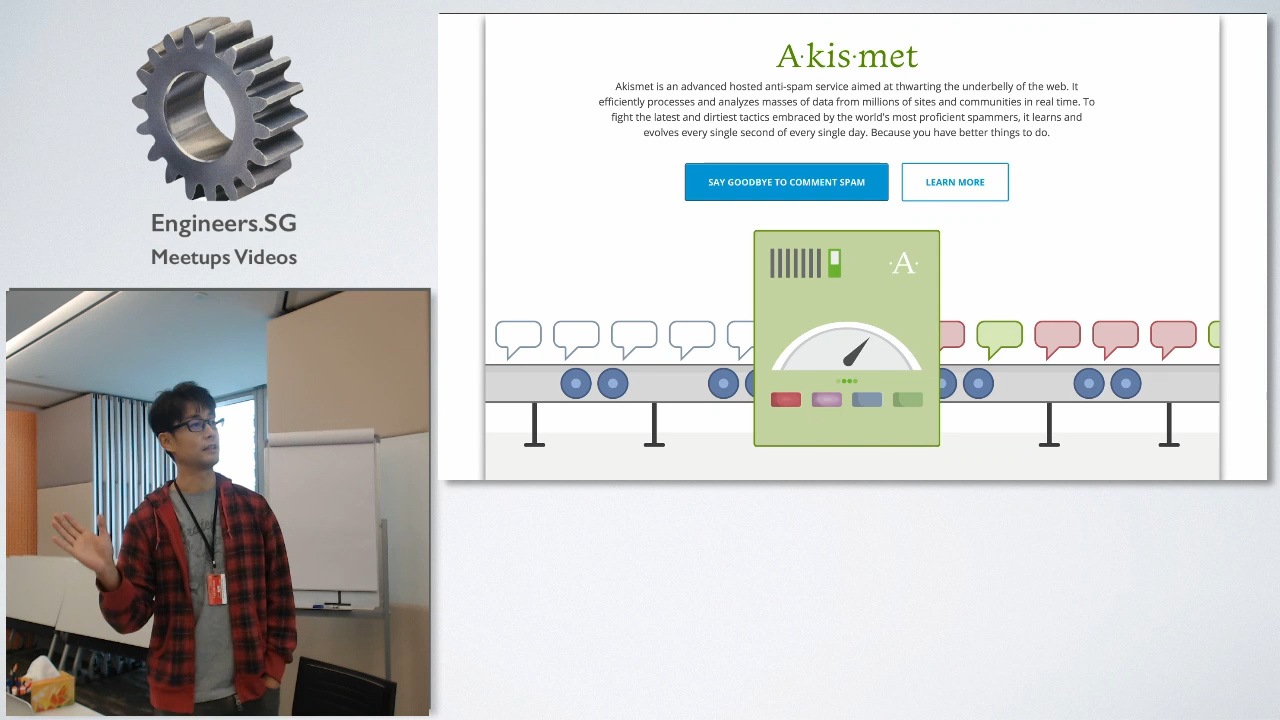 Engineers.SG
Meetups Videos
A·kis·met
Akismet is an advanced hosted anti-spam service aimed at thwarting the underbelly of the web. It
efficiently processes and analyzes masses of data from millions of sites and communities in real time. To
fight the latest and dirtiest tactics embraced by the world's most proficient spammers, it learns and
evolves every single second of every single day. Because you have better things to do.
SAY GOODBYE TO COMMENT SPAM
LEARN MORE
·A·